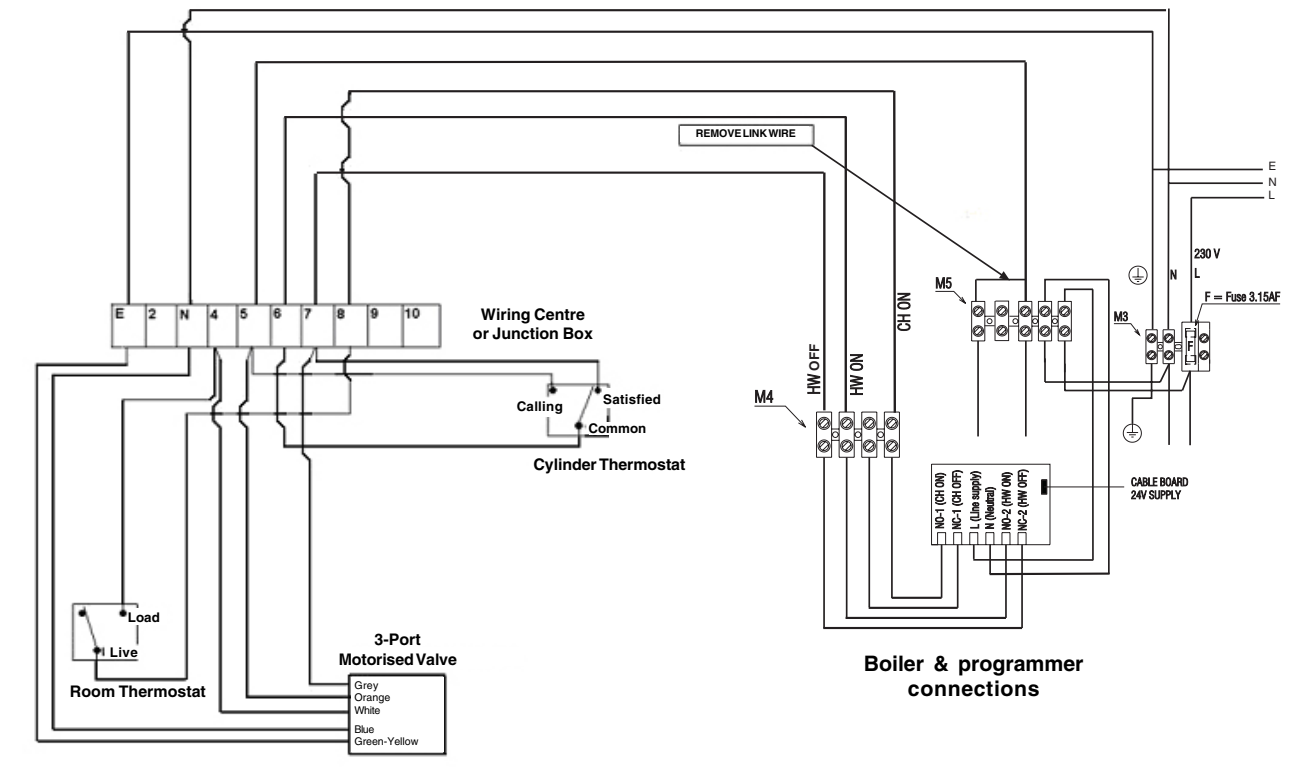 REMOVE LINK WIRE
E
N
L
230 V
N
L
M5
F = Fuse 3.15AF
M3
F
E 2 N 4 5 6 7 8 9 10
Wiring Centre
or Junction Box
CH ON
HW OFF
HW ON
M4
Calling
Satisfied
Common
Cylinder Thermostat
NO-1 (CH ON)
NC-1 (CH OFF)
L (Line supply)
N (Neutral)
NO-2 (HW ON)
NC-2 (HW OFF)
CABLE BOARD
24V SUPPLY
Load
Live
Room Thermostat
3-Port
Motorised Valve
Grey
Orange
White
Blue
Green-Yellow
Boiler & programmer
connections